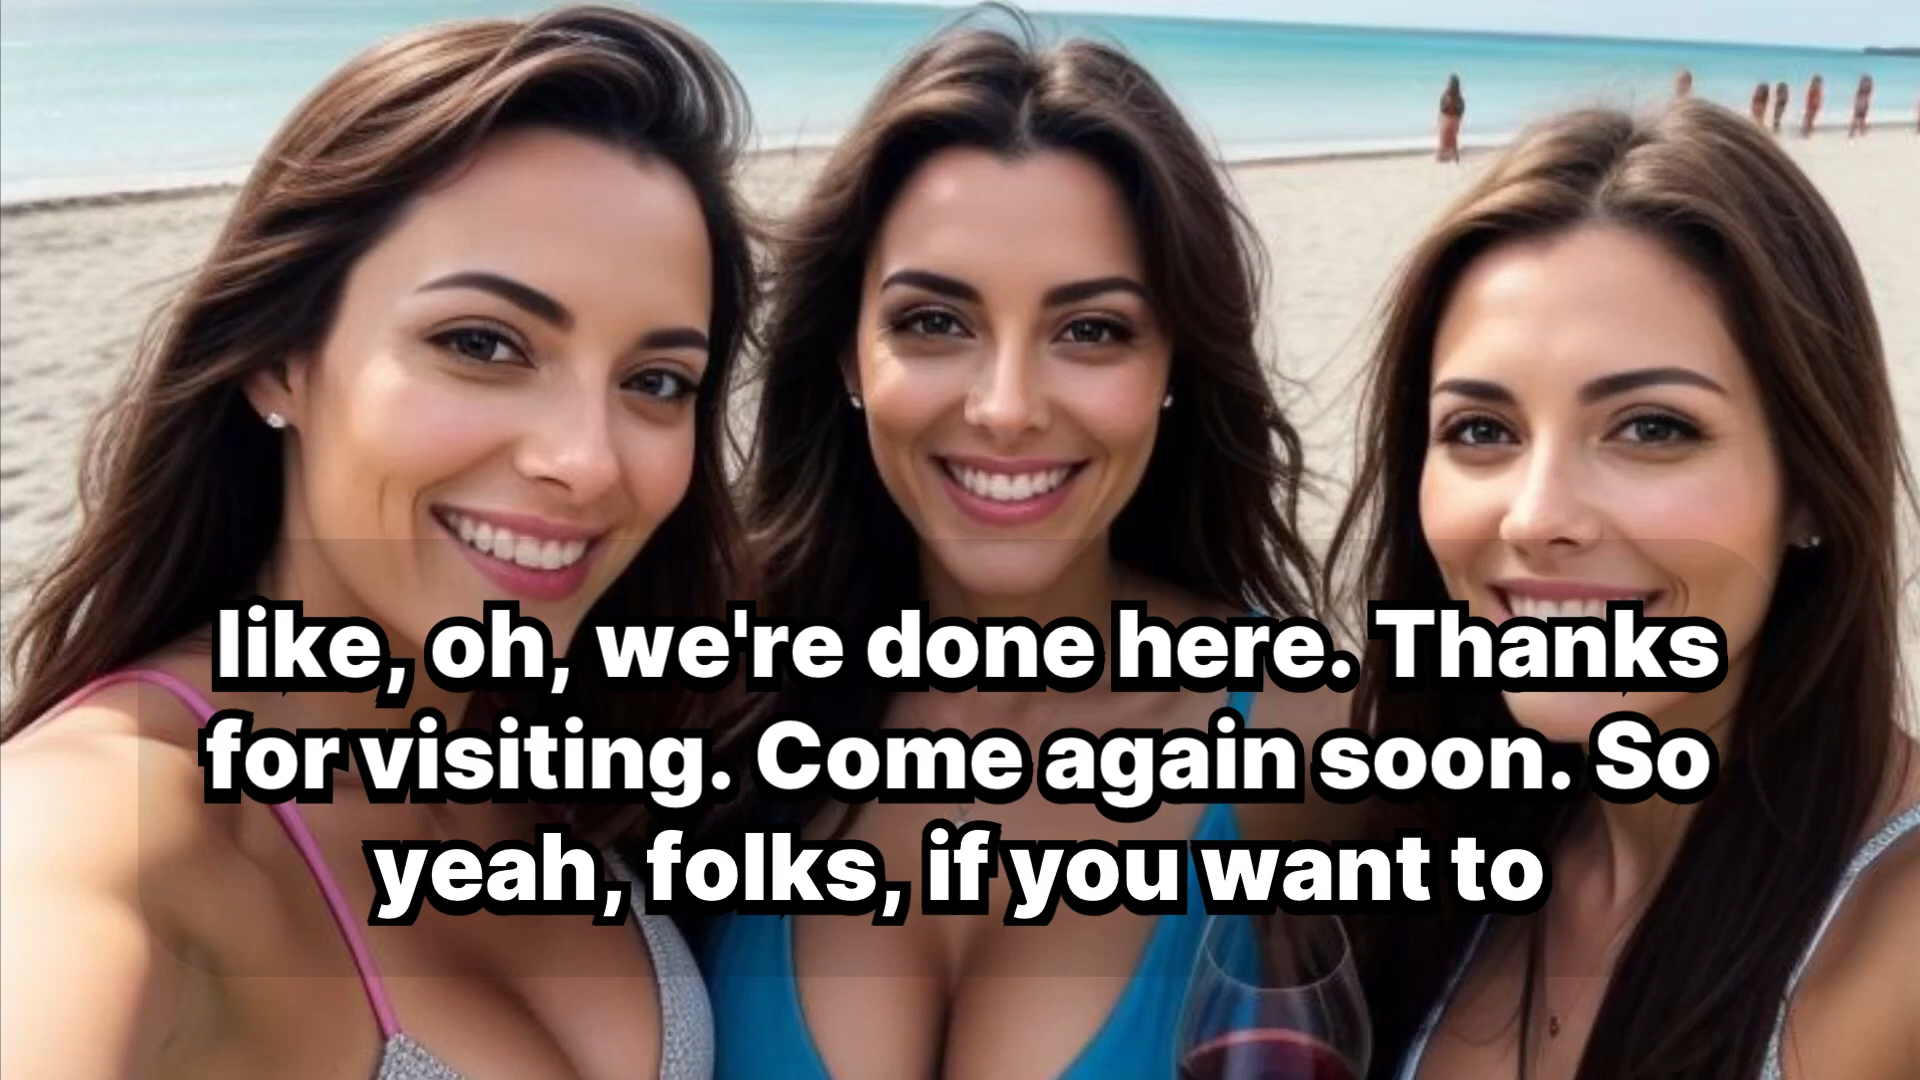 like, oh, we're done here. Thanks
for visiting. Come again soon. So
yeah, folks, if you want to